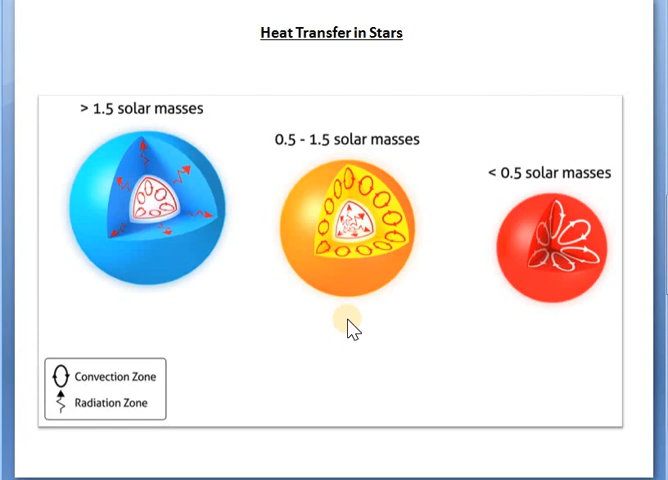 Heat Transfer in Stars
> 1.5 solar masses
0.5 - 1.5 solar masses
< 0.5 solar masses
Convection Zone
Radiation Zone